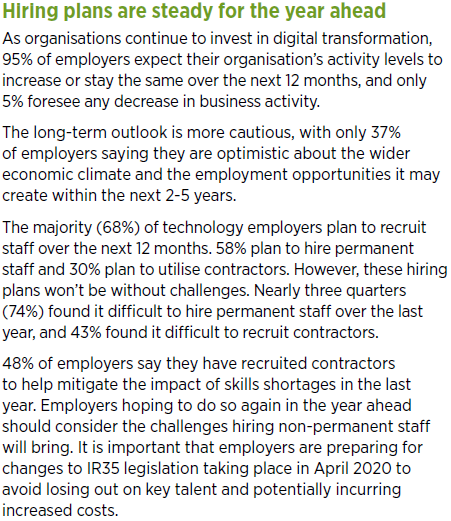 Hiring plans are steady for the year ahead
As organisations continue to invest in digital transformation,
95% of employers expect their organisation's activity levels to
increase or stay the same over the next 12 months, and only
5% foresee any decrease in business activity.
The long-term outlook is more cautious, with only 37%
of employers saying they are optimistic about the wider
economic climate and the employment opportunities it may
create within the next 2-5 years.
The majority (68%) of technology employers plan to recruit
staff over the next 12 months. 58% plan to hire permanent
staff and 30% plan to utilise contractors. However, these hiring
plans won't be without challenges. Nearly three quarters
(74%) found it difficult to hire permanent staff over the last
year, and 43% found it difficult to recruit contractors.
48% of employers say they have recruited contractors
to help mitigate the impact of skills shortages in the last
year. Employers hoping to do so again in the year ahead
should consider the challenges hiring non-permanent staff
will bring. It is important that employers are preparing for
changes to IR35 legislation taking place in April 2020 to
avoid losing out on key talent and potentially incurring
increased costs.